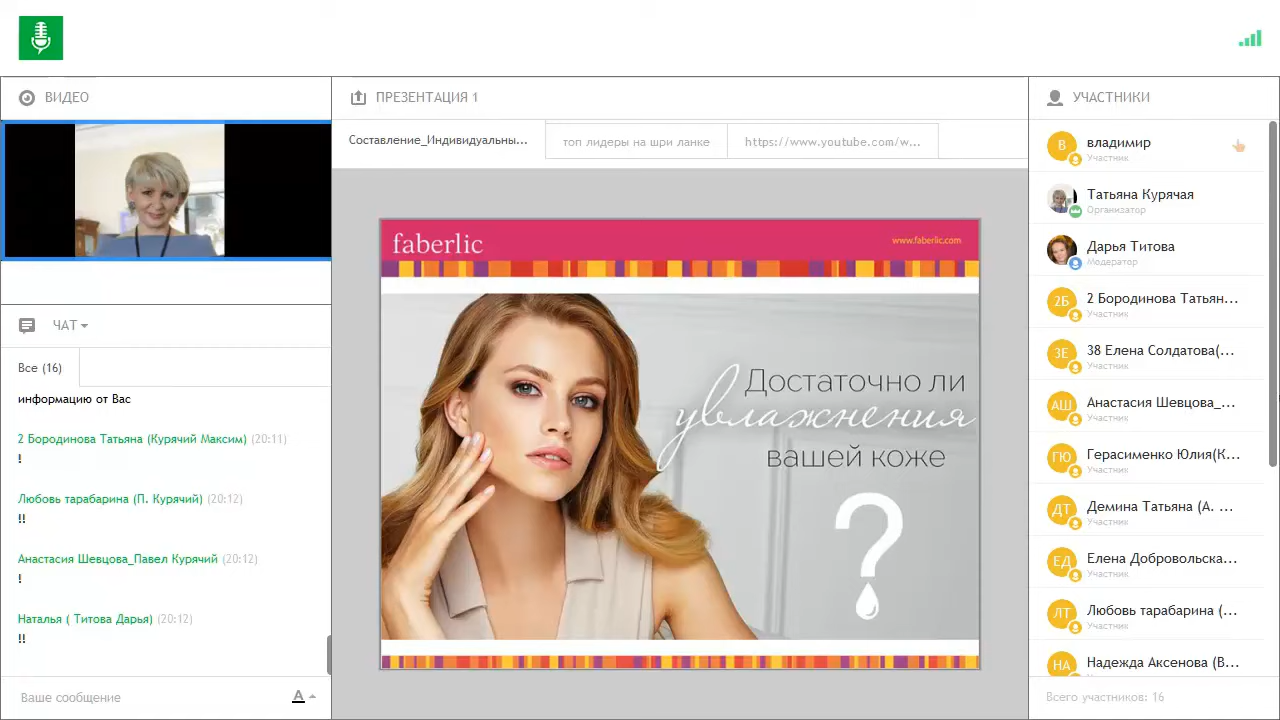 ВИДЕО
ПРЕЗЕНТАЦИЯ 1
УЧАСТНИКИ
Составление_Индивидуальны...
топ лидеры на шри ланке
https://www.youtube.com/w...
faberlic
www.faberlic.com
Достаточно ли
увлажнения
вашей коже
?
ЧАТ
Все (16)
информацию от Вас
2 Бородинова Татьяна (Курячий Максим) (20:11)
!
Любовь тарабарина (П. Курячий) (20:12)
!!
Анастасия Шевцова_Павел Курячий (20:12)
!
Наталья ( Титова Дарья) (20:12)
!!
Ваше сообщение
A
В
владимир
Участник
Татьяна Курячая
Организатор
Дарья Титова
Модератор
2Б
2 Бородинова Татьян...
Участник
3Е
38 Елена Солдатова(...
Участник
АШ
Анастасия Шевцова_...
Участник
ГЮ
Герасименко Юлия(К...
Участник
ДТ
Демина Татьяна (А. ...
Участник
ЕД
Елена Добровольска...
Участник
ЛТ
Любовь тарабарина (...
Участник
НА
Надежда Аксенова (В...
Всего участников: 16